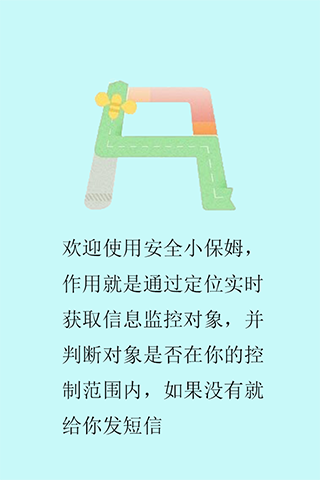 欢迎使用安全小保姆，
作用就是通过定位实时
获取信息监控对象，并
判断对象是否在你的控
制范围内，如果没有就
给你发短信